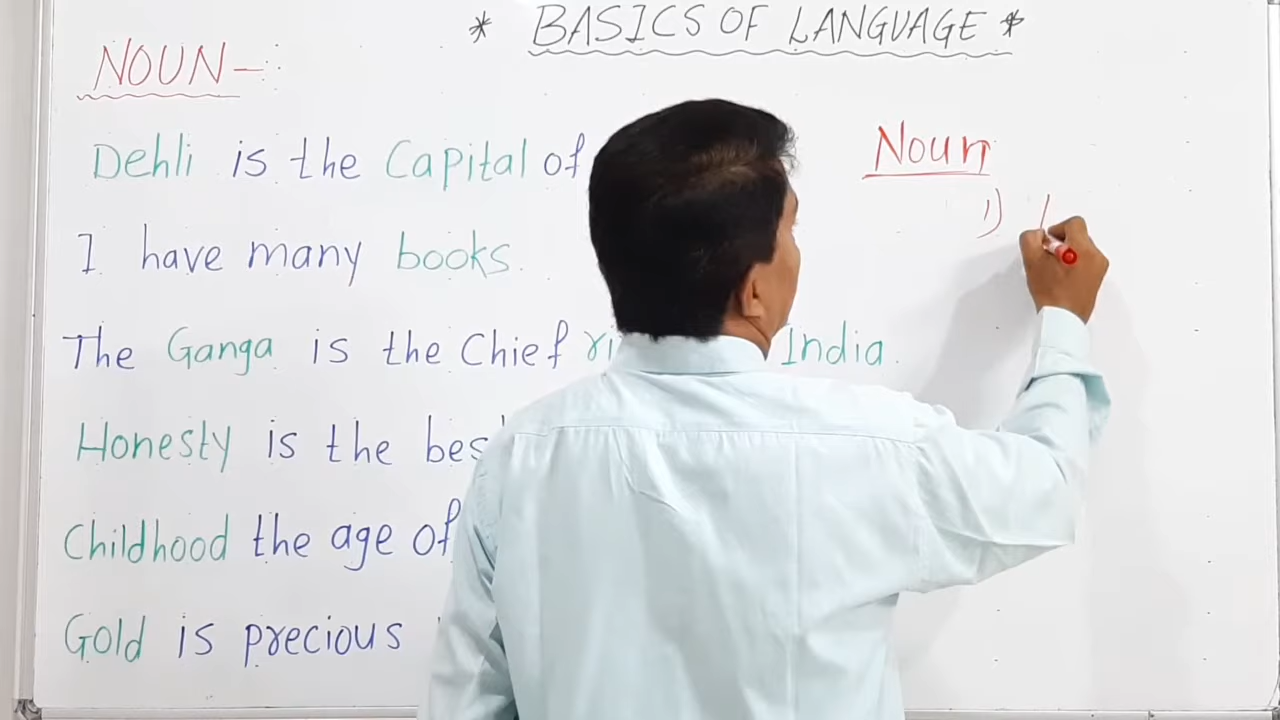 * BASICS OF LANGUAGE *
NOUN-:
Dehli is the Capital of
I have many books.
The Ganga is the Chief India.
Honesty is the
Childhood the age of
Gold is precious
Noun
1)